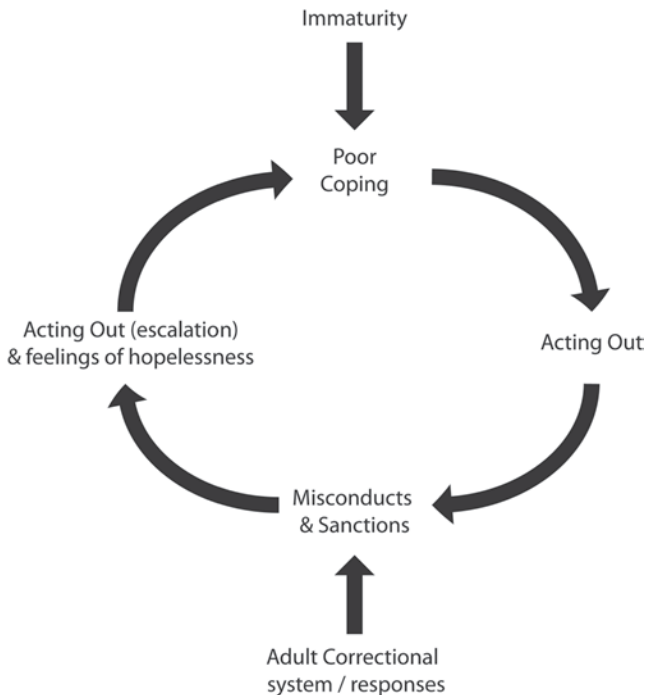 Immaturity
Poor
Coping
Acting Out (escalation)
& feelings of hopelessness
Acting Out
Misconducts
& Sanctions
Adult Correctional
system / responses